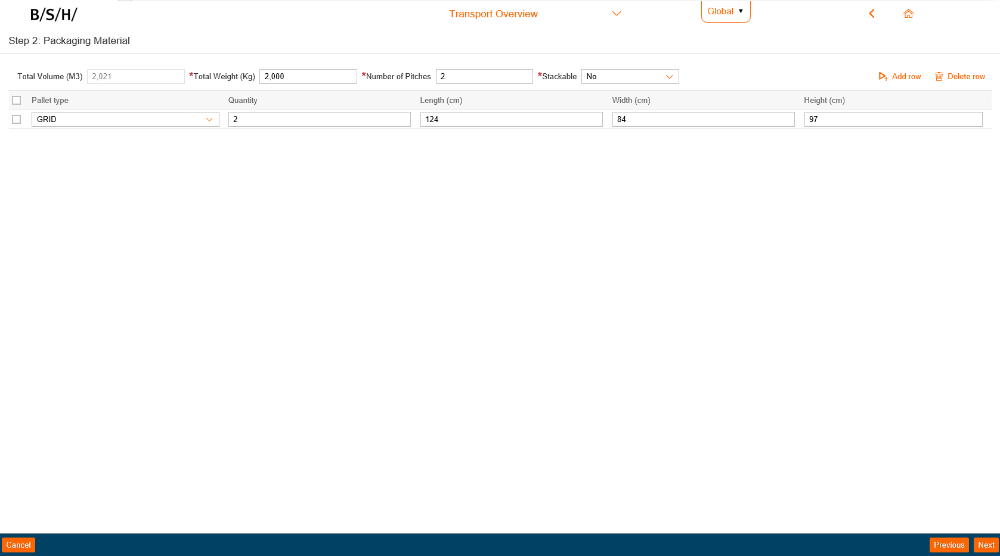 B/S/H/
Transport Overview
Global ▼
Step 2: Packaging Material
Total Volume (M3) 2,021 *Total Weight (Kg) 2,000 *Number of Pitches 2 *Stackable No Add row Delete row
Pallet type Quantity Length (cm) Width (cm) Height (cm)
GRID 2 124 84 97
Cancel Previous Next